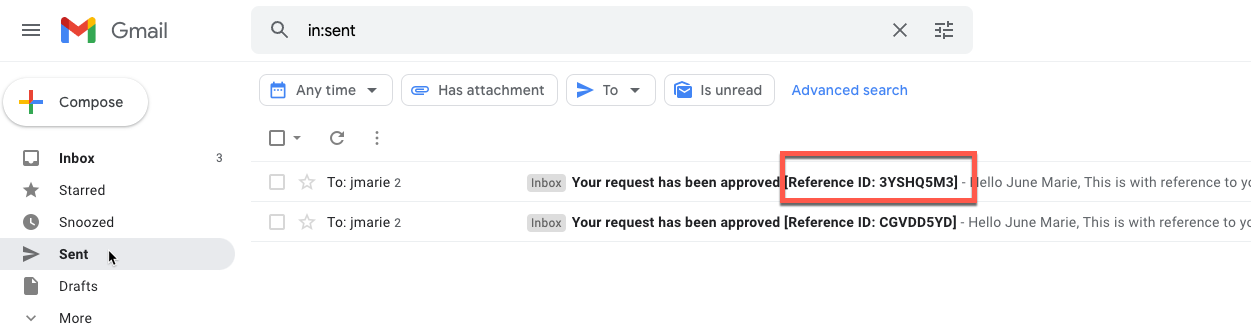 Gmail
in:sent
Compose
Any time
Has attachment
To
Is unread
Advanced search
Inbox 3
Starred
Snoozed
Sent
Drafts
More
To: jmarie 2 Inbox Your request has been approved [Reference ID: 3YSHQ5M3] - Hello June Marie, This is with reference to yo
To: jmarie 2 Inbox Your request has been approved [Reference ID: CGVDD5YD] - Hello June Marie, This is with reference to yo